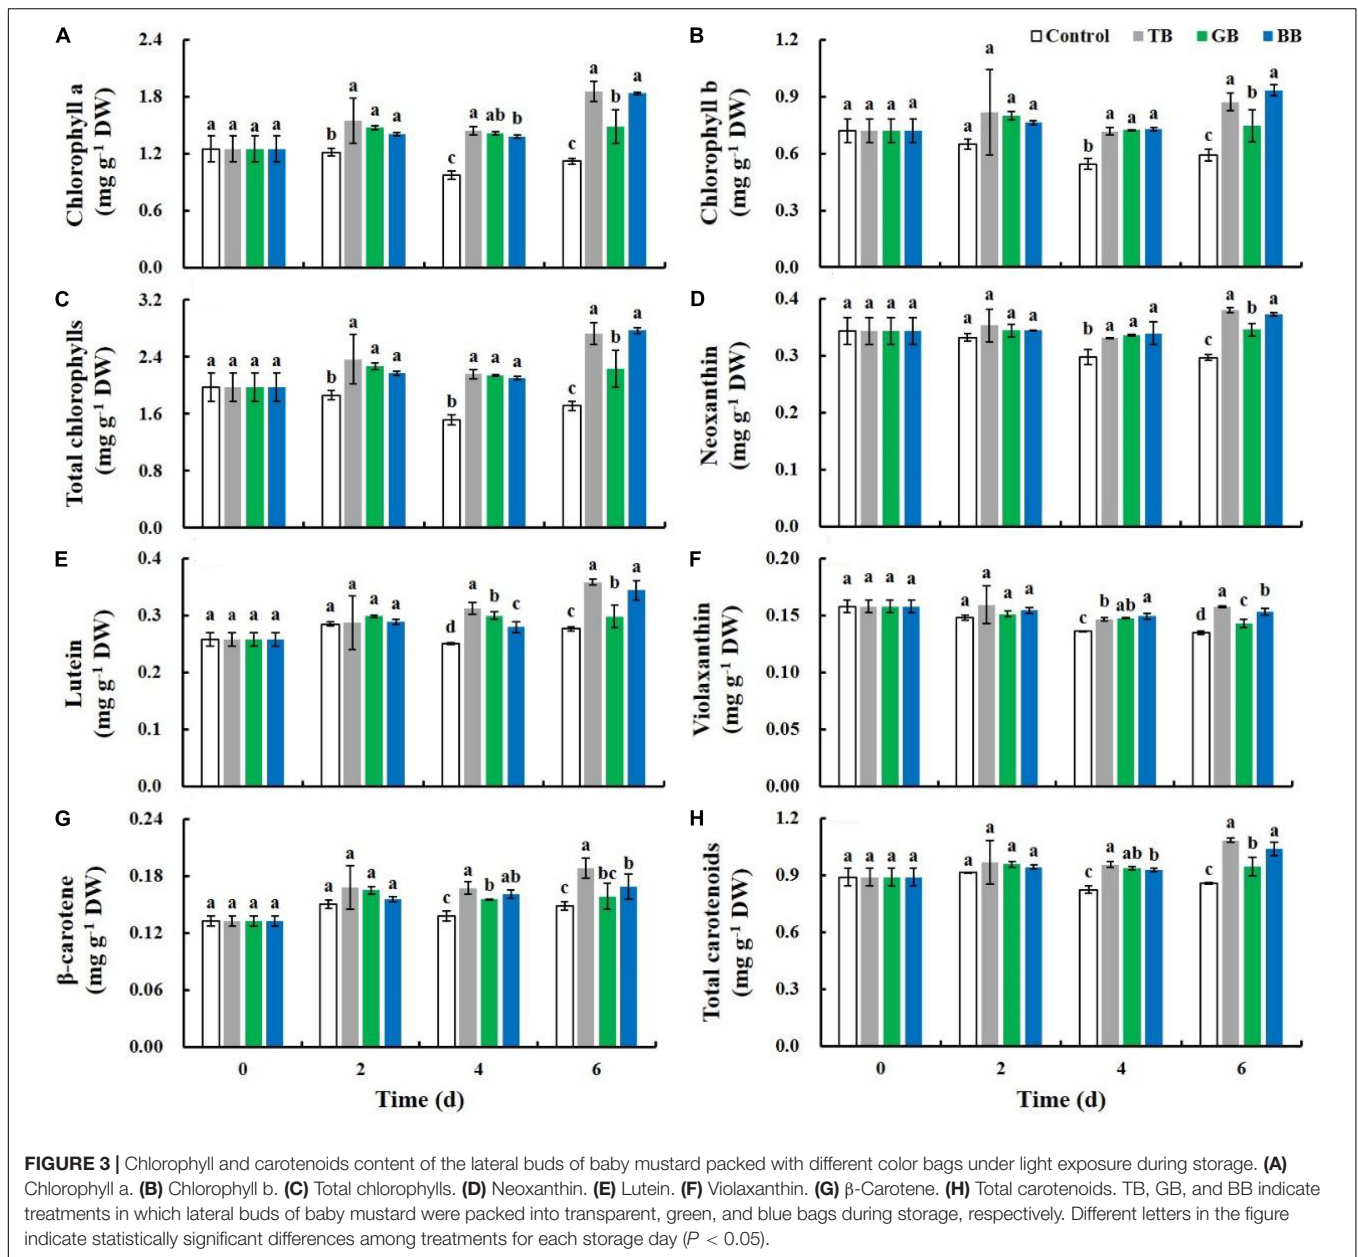 A
B
Control TB GB BB
Chlorophyll a
(mg g⁻¹ DW)
2.4
1.8
1.2
0.6
0.0
a a a a
b a a a
c a ab b
c a b a
Chlorophyll b
(mg g⁻¹ DW)
1.2
0.9
0.6
0.3
0.0
a a a a
a a a a
b a a a
c a b a
C
Total chlorophylls
(mg g⁻¹ DW)
3.2
2.4
1.6
0.8
0.0
a a a a
b a a a
b a a a
c a b a
D
Neoxanthin
(mg g⁻¹ DW)
0.4
0.3
0.2
0.1
0.0
a a a a
a a a a
b a a a
c a b a
E
Lutein
(mg g⁻¹ DW)
0.4
0.3
0.2
0.1
0.0
a a a a
a a a a
d a b c
c a b a
F
Violaxanthin
(mg g⁻¹ DW)
0.20
0.15
0.10
0.05
0.00
a a a a
a a a a
c b ab a
d a c b
G
β-carotene
(mg g⁻¹ DW)
0.24
0.18
0.12
0.06
0.00
a a a a
a a a a
c a b ab
c a bc b
0 2 4 6
Time (d)
H
Total carotenoids
(mg g⁻¹ DW)
1.2
0.9
0.6
0.3
0.0
a a a a
a a a a
c a ab b
c a b a
0 2 4 6
Time (d)
FIGURE 3 | Chlorophyll and carotenoids content of the lateral buds of baby mustard packed with different color bags under light exposure during storage. (A)
Chlorophyll a. (B) Chlorophyll b. (C) Total chlorophylls. (D) Neoxanthin. (E) Lutein. (F) Violaxanthin. (G) β-Carotene. (H) Total carotenoids. TB, GB, and BB indicate
treatments in which lateral buds of baby mustard were packed into transparent, green, and blue bags during storage, respectively. Different letters in the figure
indicate statistically significant differences among treatments for each storage day (P < 0.05).